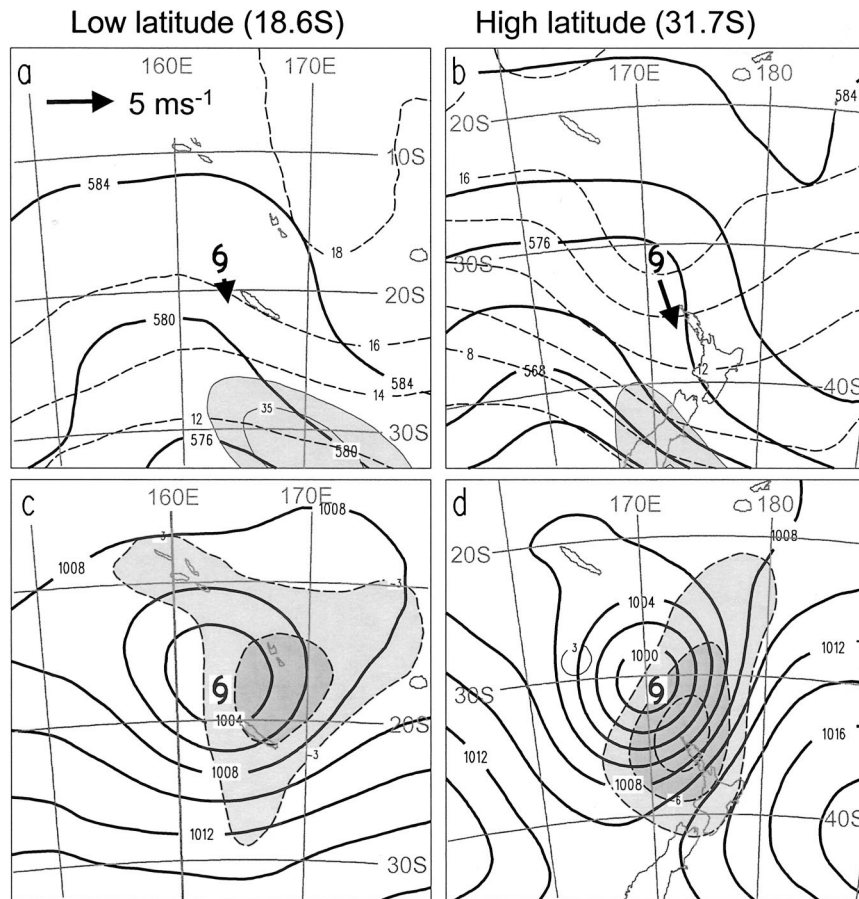 Low latitude (18.6S)
High latitude (31.7S)
a
160E
170E
5 ms⁻¹
10S
584
18
20S
580
16
14
584
12
35
576
30S
580
b
170E
180
584
20S
16
576
30S
8
12
568
40S
c
160E
170E
1008
3
1008
-3
1004
20S
-3
1008
1012
30S
d
170E
180
20S
1008
1004
3
1000
1012
30S
1016
1012
1008
-6
40S